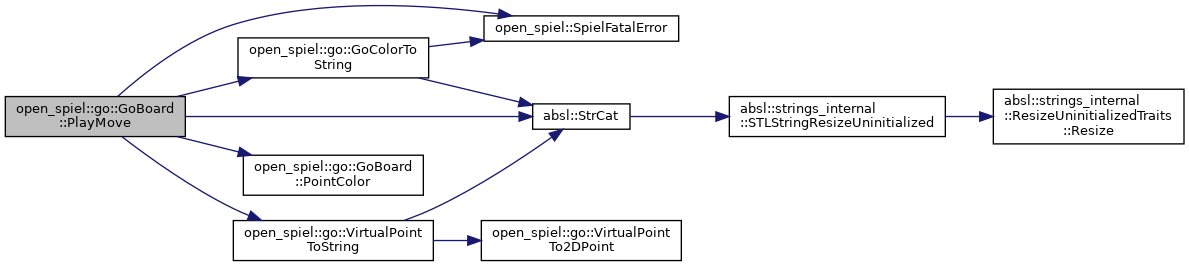 open_spiel::go::GoBoard
::PlayMove
open_spiel::SpielFatalError
open_spiel::go::GoColorTo
String
absl::StrCat
open_spiel::go::GoBoard
::PointColor
open_spiel::go::VirtualPoint
ToString
open_spiel::go::VirtualPoint
To2DPoint
absl::strings_internal
::STLStringResizeUninitialized
absl::strings_internal
::ResizeUninitializedTraits
::Resize